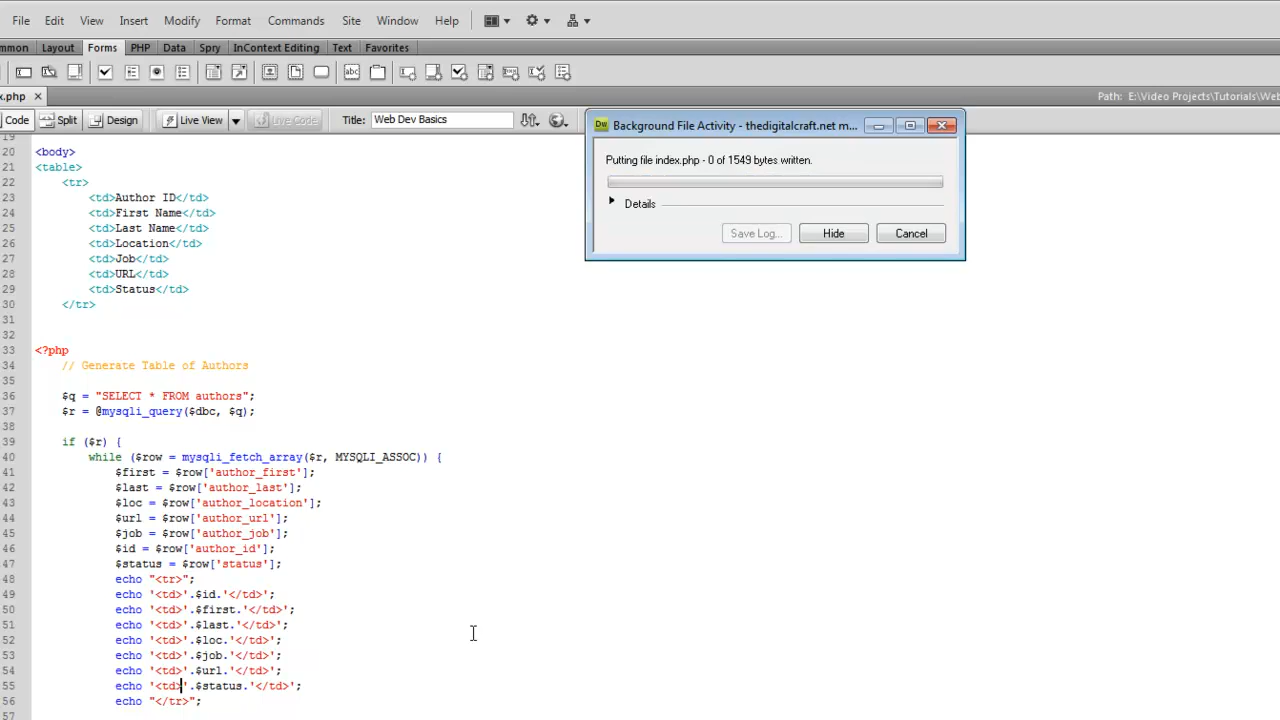 File Edit View Insert Modify Format Commands Site Window Help
mmon Layout Forms PHP Data Spry InContext Editing Text Favorites
x.php × Path: E:\Video Projects\Tutorials\Web
Code Split Design Live View Live Code Title: Web Dev Basics
Dw Background File Activity - thedigitalcraft.net m...
Putting file index.php - 0 of 1549 bytes written.
Details
Save Log... Hide Cancel
19
20 <body>
21 <table>
22 <tr>
23 <td>Author ID</td>
24 <td>First Name</td>
25 <td>Last Name</td>
26 <td>Location</td>
27 <td>Job</td>
28 <td>URL</td>
29 <td>Status</td>
30 </tr>
31
32
33 <?php
34 // Generate Table of Authors
35
36 $q = "SELECT * FROM authors";
37 $r = @mysqli_query($dbc, $q);
38
39 if ($r) {
40 while ($row = mysqli_fetch_array($r, MYSQLI_ASSOC)) {
41 $first = $row['author_first'];
42 $last = $row['author_last'];
43 $loc = $row['author_location'];
44 $url = $row['author_url'];
45 $job = $row['author_job'];
46 $id = $row['author_id'];
47 $status = $row['status'];
48 echo "<tr>";
49 echo '<td>'.$id.'</td>';
50 echo '<td>'.$first.'</td>';
51 echo '<td>'.$last.'</td>';
52 echo '<td>'.$loc.'</td>';
53 echo '<td>'.$job.'</td>';
54 echo '<td>'.$url.'</td>';
55 echo '<td>'.$status.'</td>';
56 echo "</tr>";
57